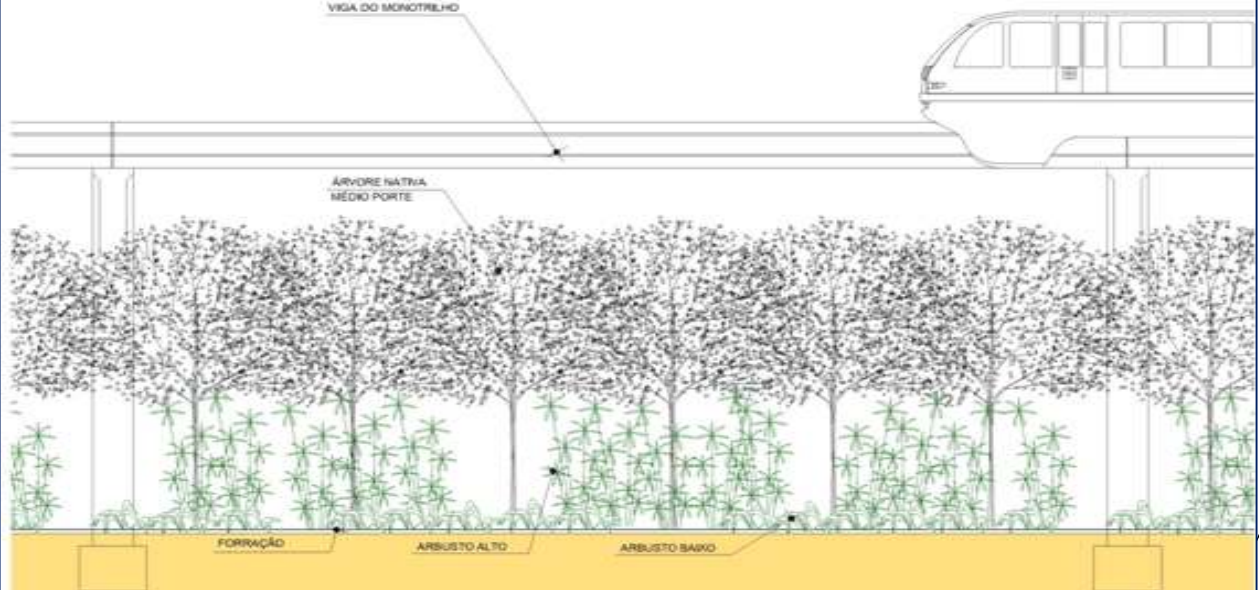 VIGA DO MONOTRILHO
ÁRVORE NATIVA
MÉDIO PORTE
FORRAÇÃO
ARBUSTO ALTO
ARBUSTO BAIXO